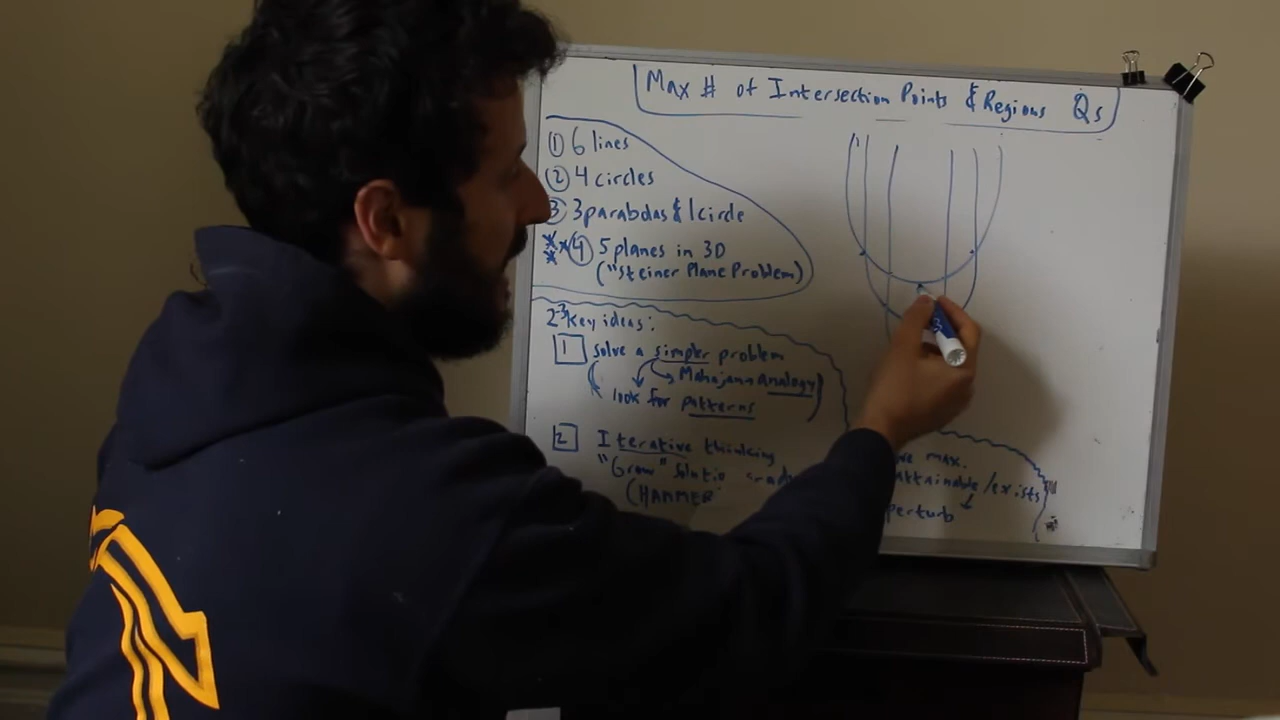 Max # of Intersection Points & Regions Qs
① 6 lines
② 4 circles
③ 3 parabolas & 1 circle
④ 5 planes in 3D
("Steiner Plane Problem)
2-3 Key ideas:
1 solve a simpler problem
Mahajan Analogy
look for patterns
2 Iterative thinking
"Grow" Solutio
(HAMMER
max.
attainable/exists
perturb